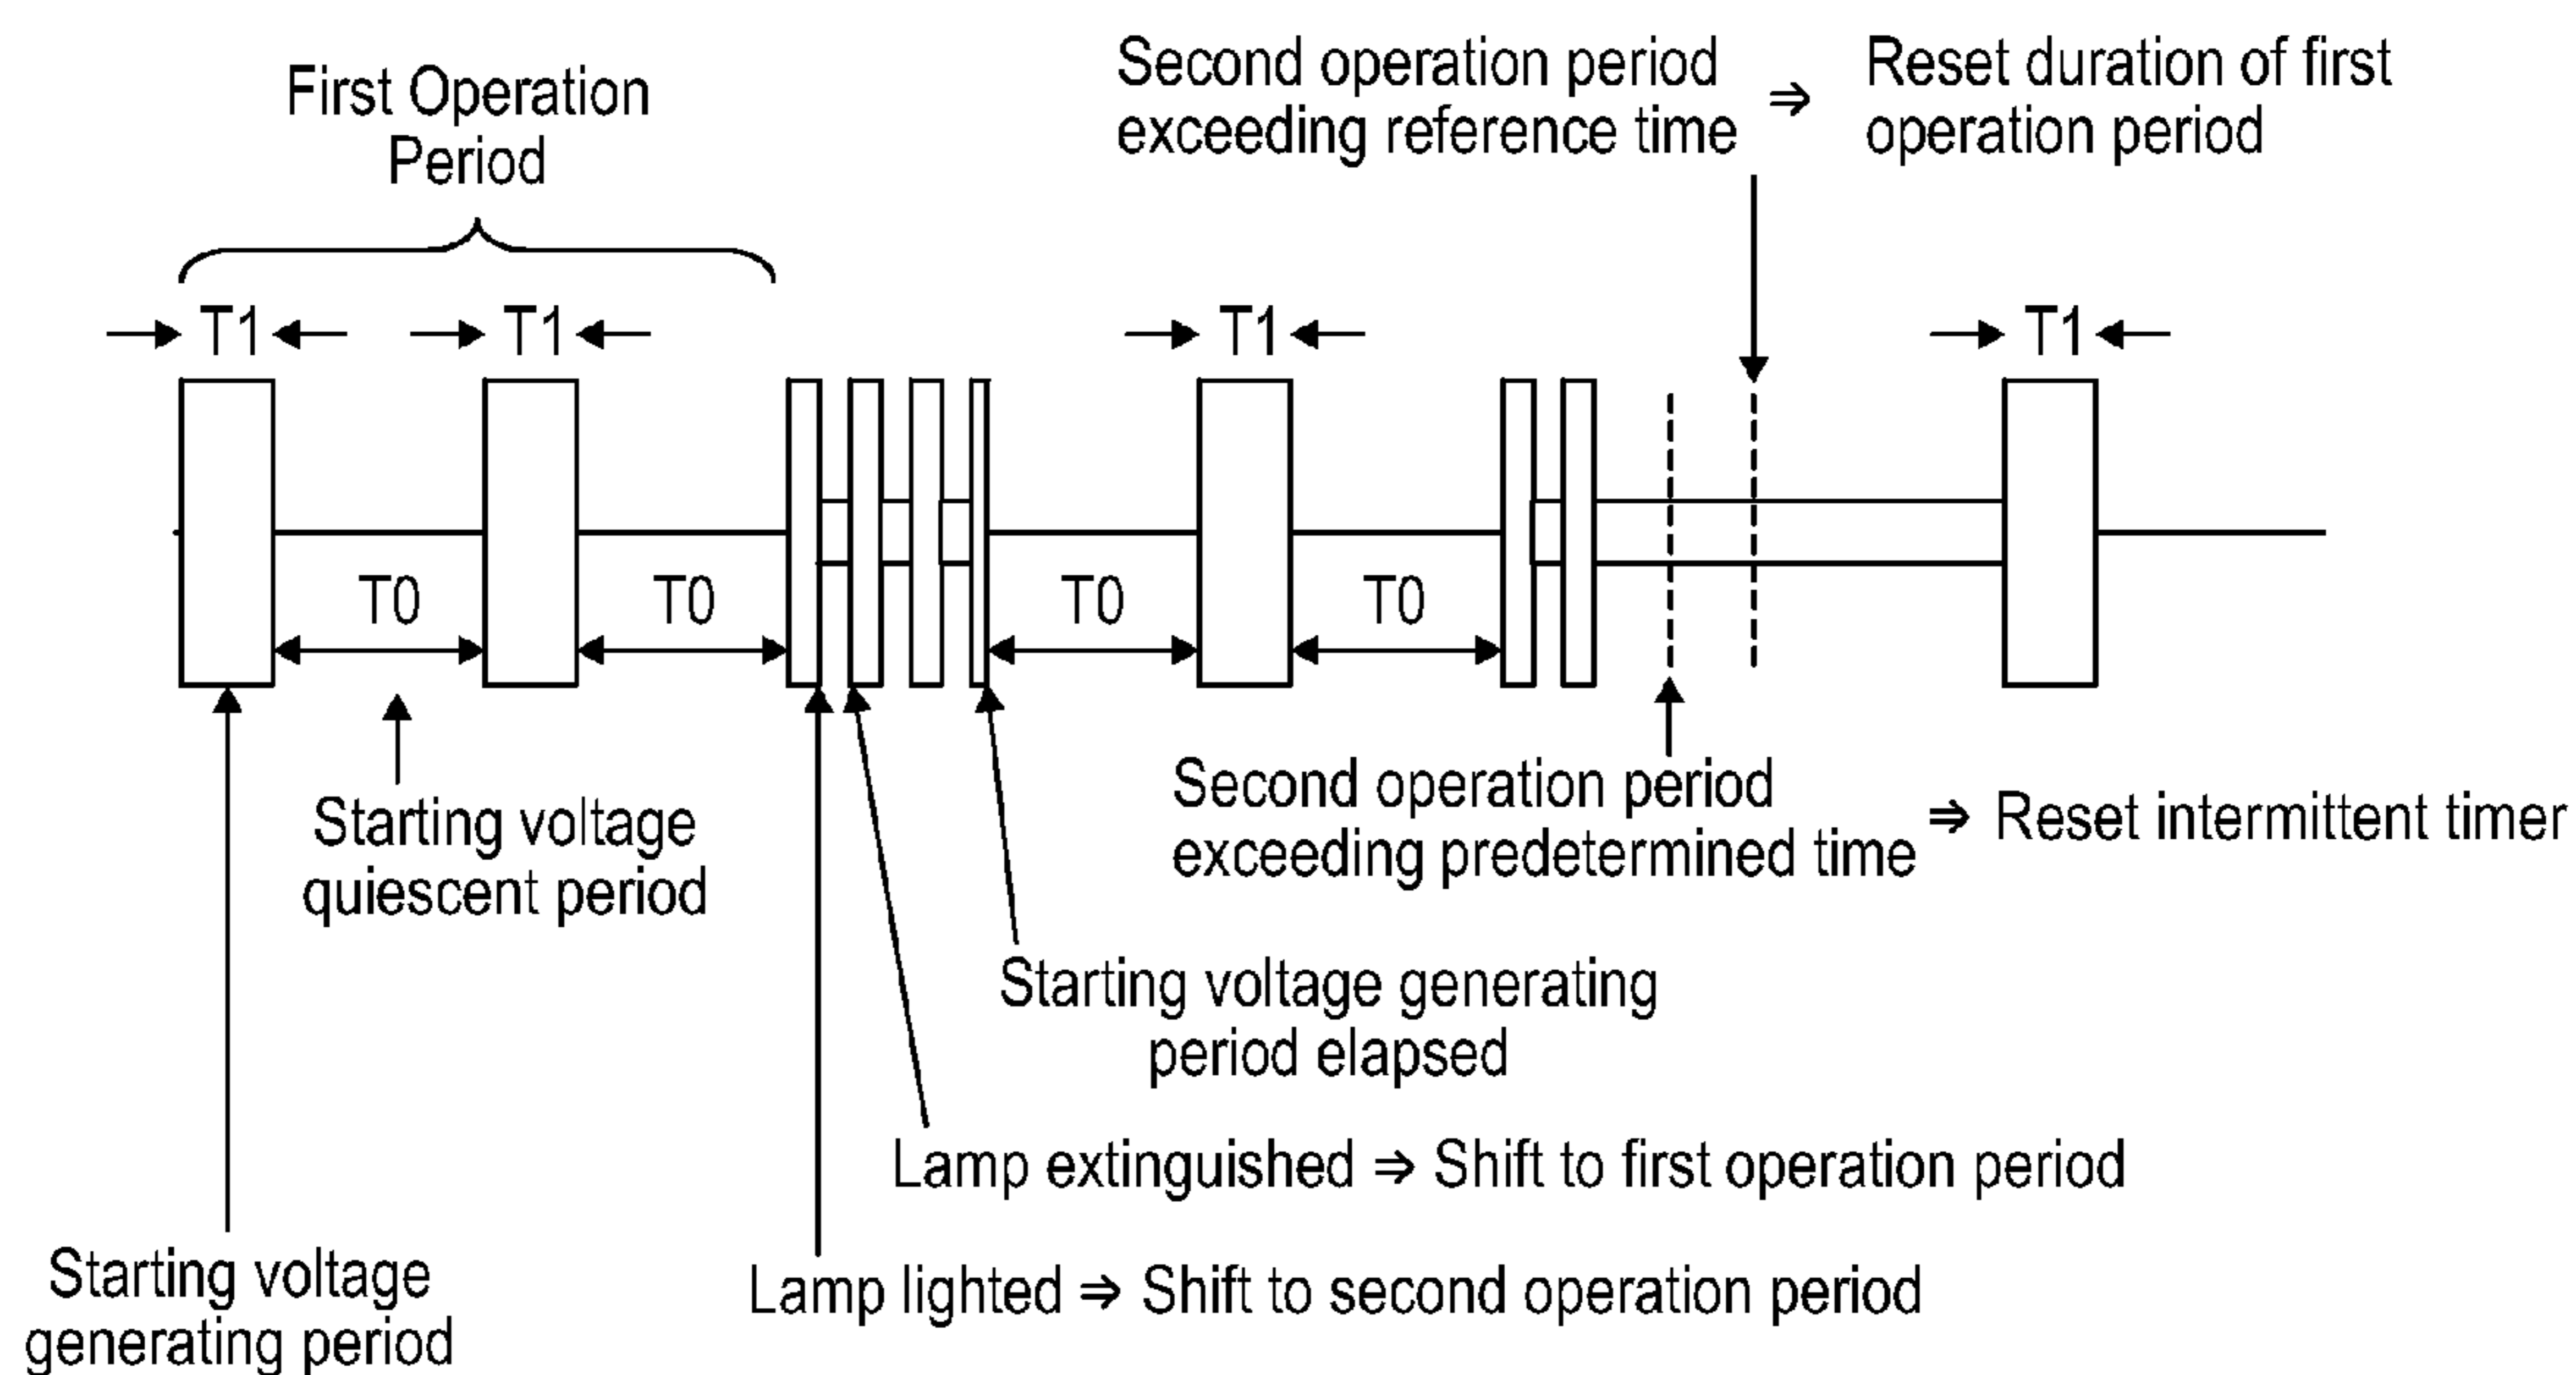 First Operation
Period
Second operation period
exceeding reference time
⇒
Reset duration of first
operation period
T1
T1
T1
T1
T0
T0
T0
T0
Starting voltage
quiescent period
Second operation period
exceeding predetermined time
⇒ Reset intermittent timer
Starting voltage generating
period elapsed
Lamp extinguished ⇒ Shift to first operation period
Lamp lighted ⇒ Shift to second operation period
Starting voltage
generating period